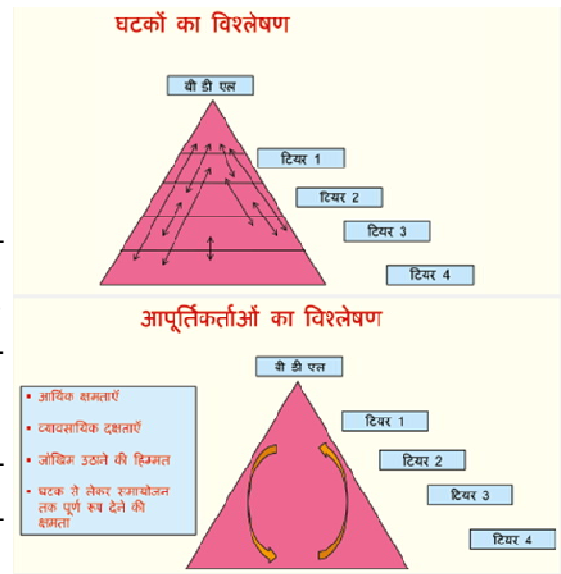 घटकों का विश्लेषण
वी डी एल
टियर 1
टियर 2
टियर 3
टियर 4
आपूर्तिकर्ताओं का विश्लेषण
वी डी एल
टियर 1
टियर 2
टियर 3
टियर 4
आर्थिक क्षमताएँ
व्यावसायिक दक्षताएँ
जोखिम उठाने की हिम्मत
घटक से लेकर समायोजन
तक पूर्ण रूप देने की
क्षमता